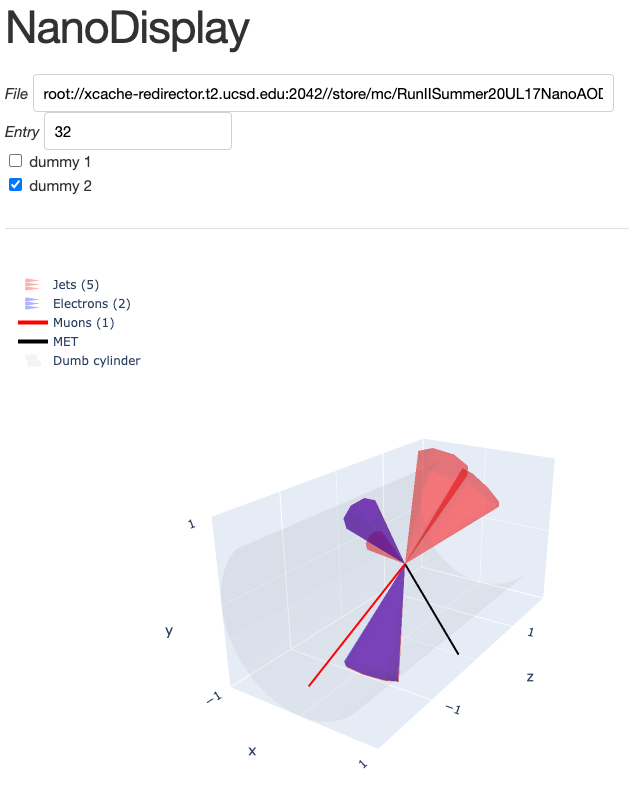 NanoDisplay
File root://xcache-redirector.t2.ucsd.edu:2042//store/mc/RunIISummer20UL17NanoAOD
Entry 32
dummy 1
dummy 2
Jets (5)
Electrons (2)
Muons (1)
MET
Dumb cylinder
1
y
−1
x
1
−1
z
1